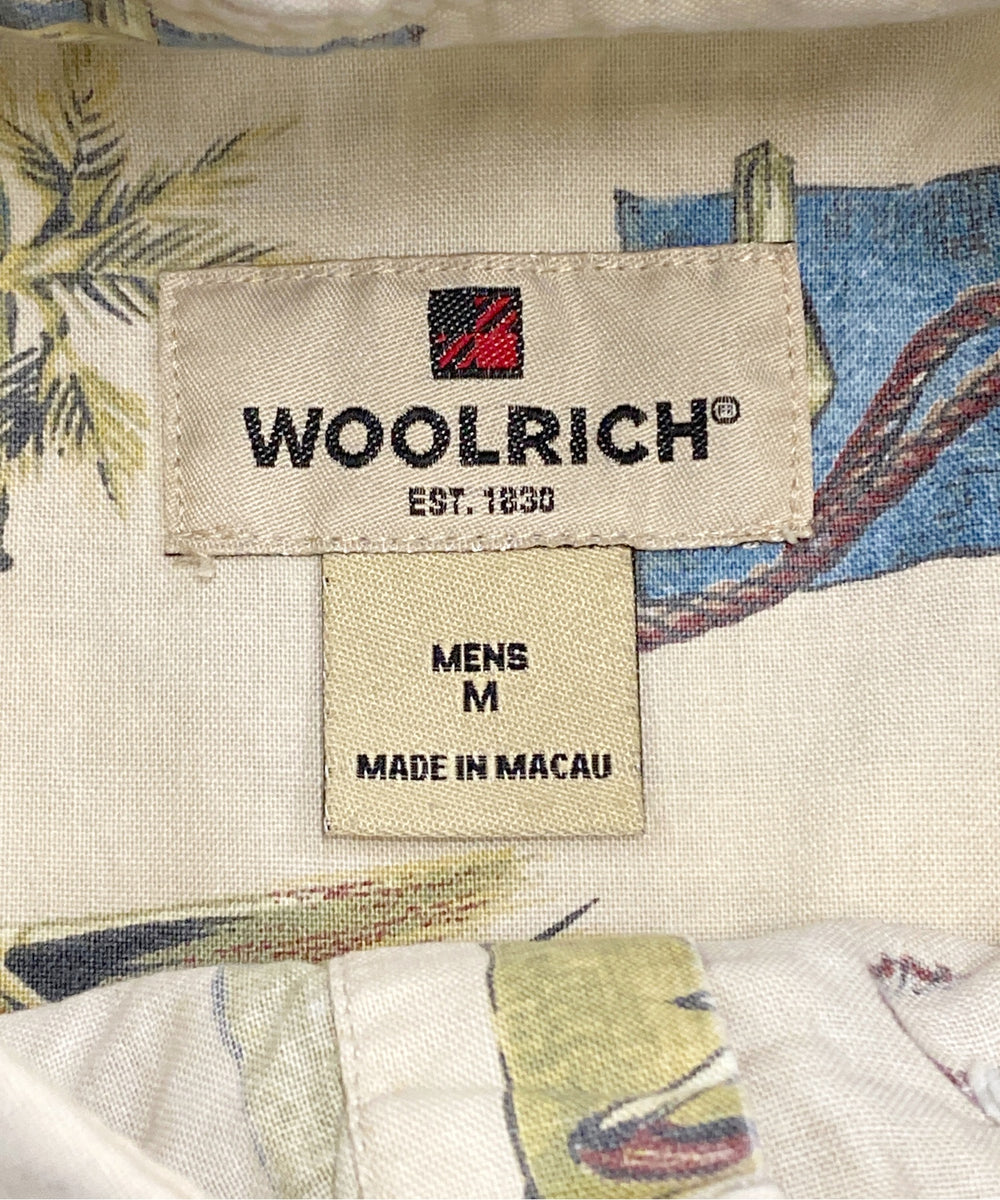 WOOLRICH®
EST. 1830
MENS
M
MADE IN MACAU